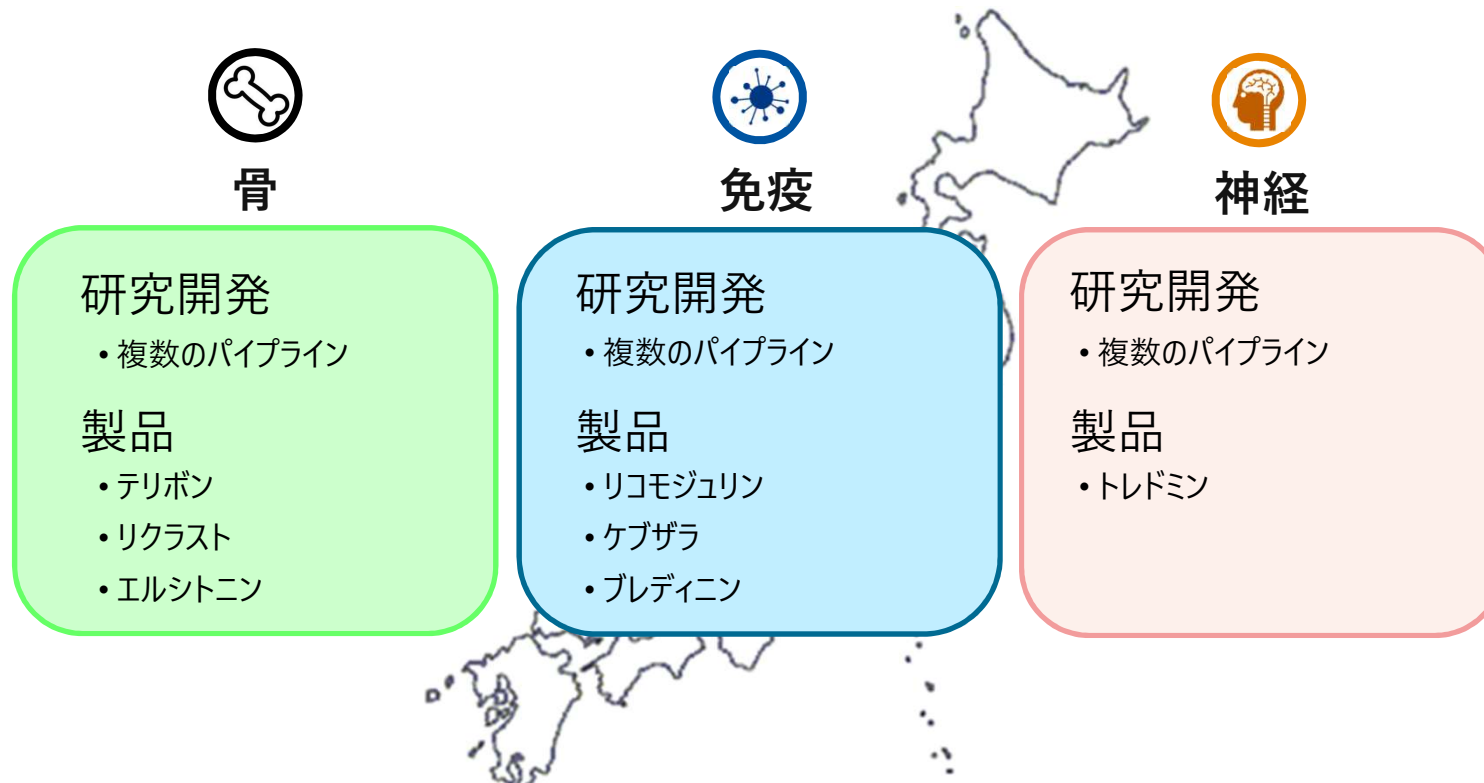 骨
研究開発
• 複数のパイプライン
製品
• テリボン
• リクラスト
• エルシトニン
免疫
研究開発
• 複数のパイプライン
製品
• リコモジュリン
• ケブザラ
• ブレディニン
神経
研究開発
• 複数のパイプライン
製品
• トレドミン